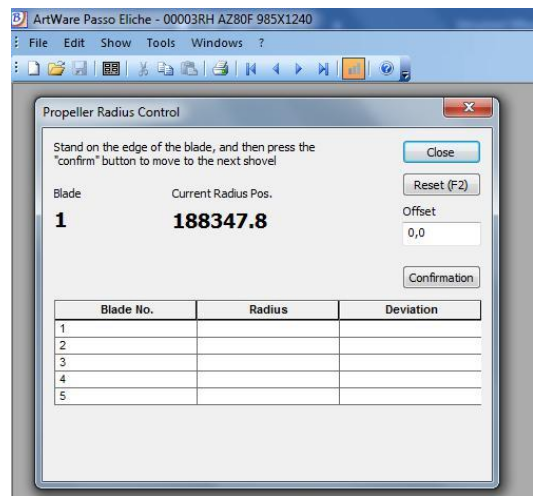 ArtWare Passo Eliche - 00003RH AZ80F 985X1240
File Edit Show Tools Windows ?
Propeller Radius Control
Stand on the edge of the blade, and then press the
"confirm" button to move to the next shovel
Close
Reset (F2)
Blade Current Radius Pos.
Offset
1 188347.8
0,0
Confirmation
Blade No. Radius Deviation
1
2
3
4
5